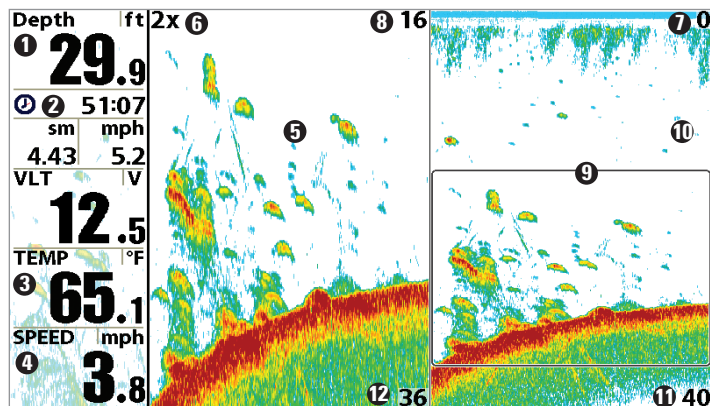 Depth ft
1 29.9
2 51:07
sm mph
4.43 5.2
VLT V
12.5
TEMP °F
3 65.1
SPEED mph
4 3.8
2x 6 8 16
5
12 36
7 0
10
9
11 40